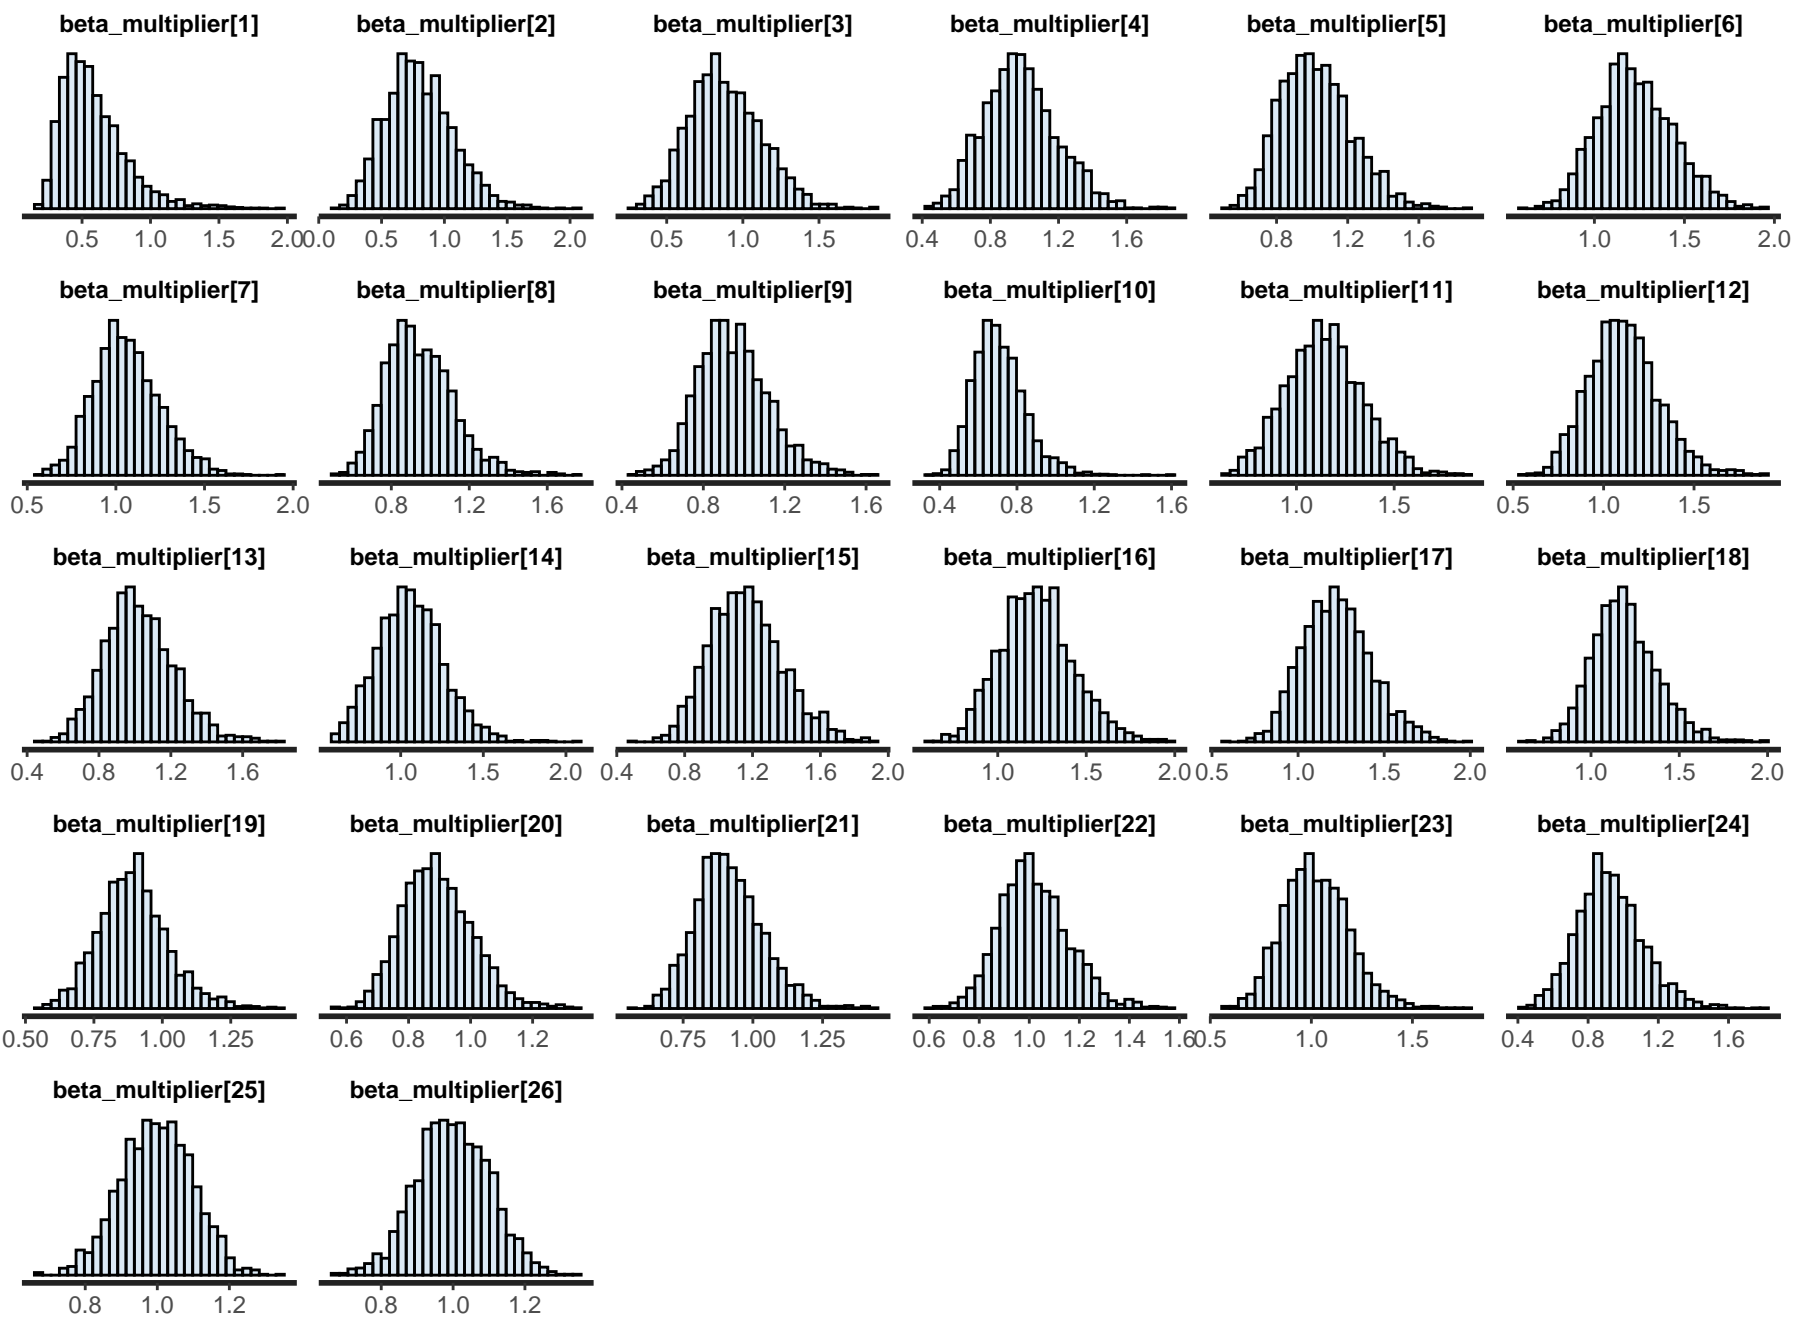 beta_multiplier[1] beta_multiplier[2] beta_multiplier[3] beta_multiplier[4] beta_multiplier[5] beta_multiplier[6]
0.5 1.0 1.5 2.0 0.0 0.5 1.0 1.5 2.0 0.5 1.0 1.5 0.4 0.8 1.2 1.6 0.8 1.2 1.6 1.0 1.5 2.0
beta_multiplier[7] beta_multiplier[8] beta_multiplier[9] beta_multiplier[10] beta_multiplier[11] beta_multiplier[12]
0.5 1.0 1.5 2.0 0.8 1.2 1.6 0.4 0.8 1.2 1.6 0.4 0.8 1.2 1.6 1.0 1.5 0.5 1.0 1.5
beta_multiplier[13] beta_multiplier[14] beta_multiplier[15] beta_multiplier[16] beta_multiplier[17] beta_multiplier[18]
0.4 0.8 1.2 1.6 1.0 1.5 2.0 0.4 0.8 1.2 1.6 2.0 1.0 1.5 2.0 0.5 1.0 1.5 2.0 1.0 1.5 2.0
beta_multiplier[19] beta_multiplier[20] beta_multiplier[21] beta_multiplier[22] beta_multiplier[23] beta_multiplier[24]
0.50 0.75 1.00 1.25 0.6 0.8 1.0 1.2 0.75 1.00 1.25 0.6 0.8 1.0 1.2 1.4 1.6 0.5 1.0 1.5 0.4 0.8 1.2 1.6
beta_multiplier[25] beta_multiplier[26]
0.8 1.0 1.2 0.8 1.0 1.2